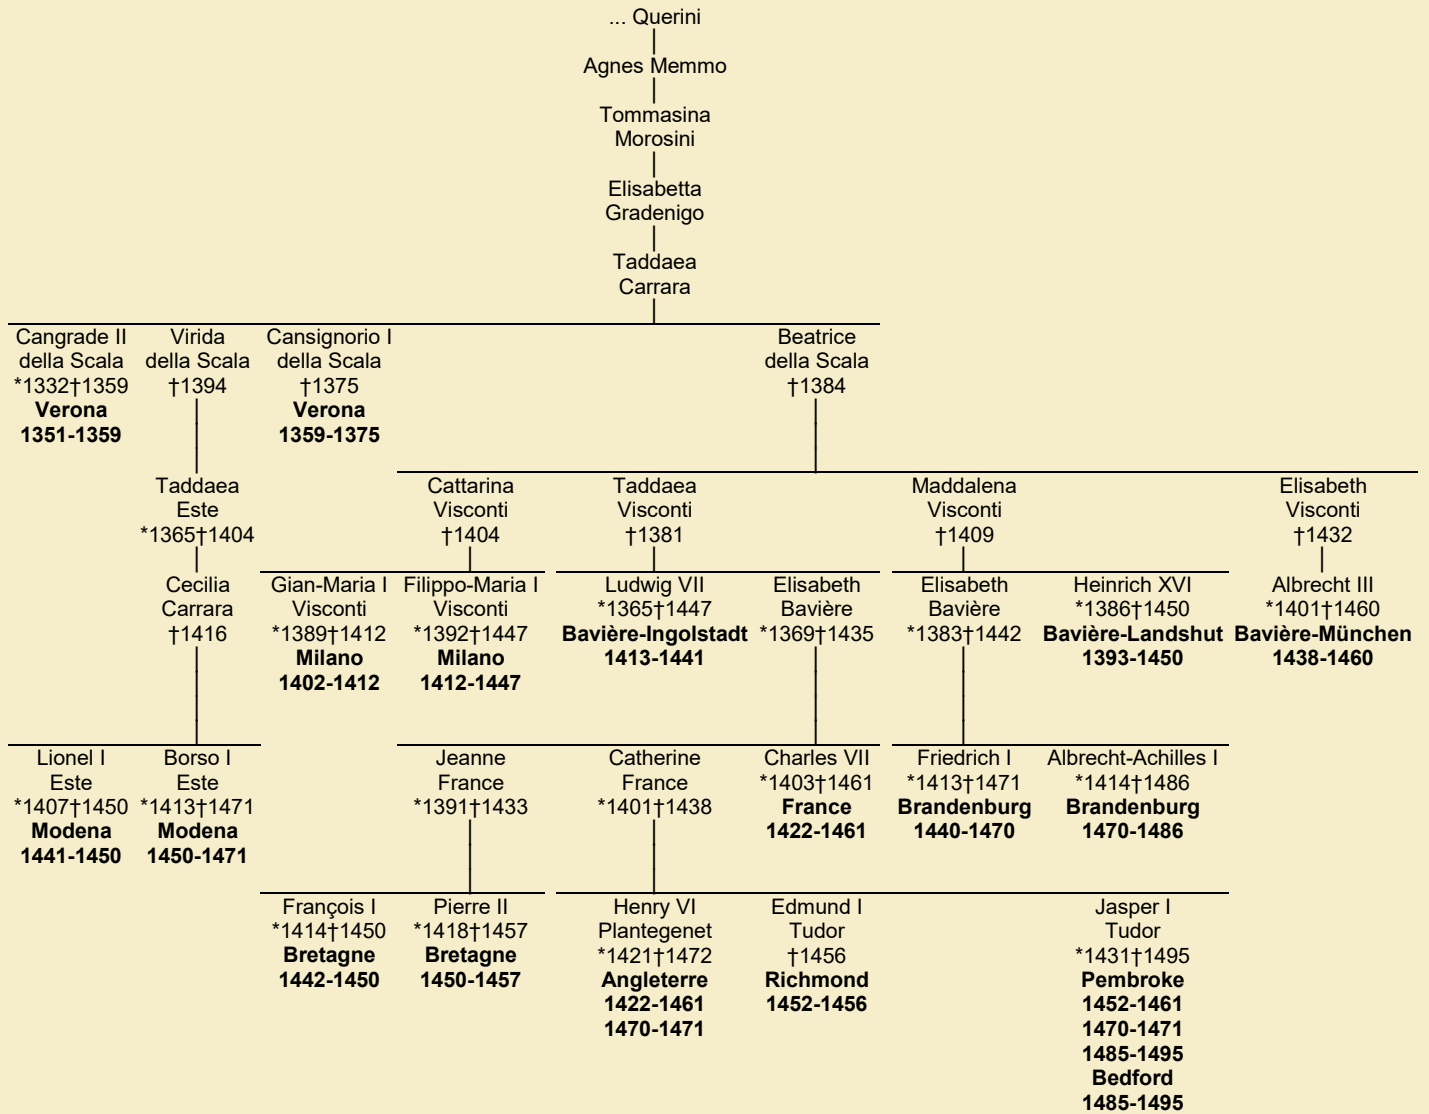 ... Querini
Agnes Memmo
Tommasina
Morosini
Elisabetta
Gradenigo
Taddaea
Carrara
Cangrade II
della Scala
*1332†1359
Verona
1351-1359
Virida
della Scala
†1394
Cansignorio I
della Scala
†1375
Verona
1359-1375
Beatrice
della Scala
†1384
Taddaea
Este
*1365†1404
Cattarina
Visconti
†1404
Taddaea
Visconti
†1381
Maddalena
Visconti
†1409
Elisabeth
Visconti
†1432
Cecilia
Carrara
†1416
Gian-Maria I
Visconti
*1389†1412
Milano
1402-1412
Filippo-Maria I
Visconti
*1392†1447
Milano
1412-1447
Ludwig VII
*1365†1447
Bavière-Ingolstadt
1413-1441
Elisabeth
Bavière
*1369†1435
Elisabeth
Bavière
*1383†1442
Heinrich XVI
*1386†1450
Bavière-Landshut
1393-1450
Albrecht III
*1401†1460
Bavière-München
1438-1460
Lionel I
Este
*1407†1450
Modena
1441-1450
Borso I
Este
*1413†1471
Modena
1450-1471
Jeanne
France
*1391†1433
Catherine
France
*1401†1438
Charles VII
*1403†1461
France
1422-1461
Friedrich I
*1413†1471
Brandenburg
1440-1470
Albrecht-Achilles I
*1414†1486
Brandenburg
1470-1486
François I
*1414†1450
Bretagne
1442-1450
Pierre II
*1418†1457
Bretagne
1450-1457
Henry VI
Plantegenet
*1421†1472
Angleterre
1422-1461
1470-1471
Edmund I
Tudor
†1456
Richmond
1452-1456
Jasper I
Tudor
*1431†1495
Pembroke
1452-1461
1470-1471
1485-1495
Bedford
1485-1495